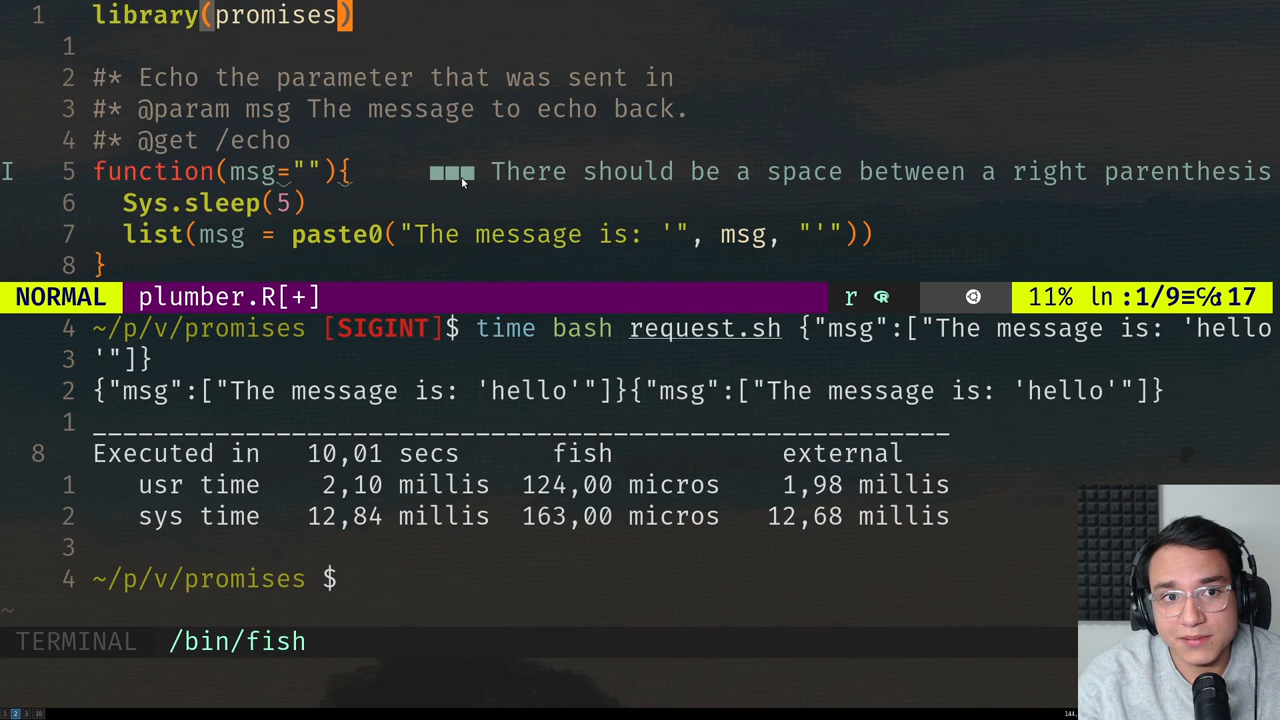 1 library(promises)
1
2 #* Echo the parameter that was sent in
3 #* @param msg The message to echo back.
4 #* @get /echo
I 5 function(msg=""){ ■■■ There should be a space between a right parenthesis
6 Sys.sleep(5)
7 list(msg = paste0("The message is: '", msg, "'"))
8 }
NORMAL plumber.R[+] r 11% ln :1/9≡℅:17
4 ~/p/v/promises [SIGINT]$ time bash request.sh {"msg":["The message is: 'hello
3 '"]}
2 {"msg":["The message is: 'hello'"]}{"msg":["The message is: 'hello'"]}
1 ________________________________________________________
8 Executed in 10,01 secs fish external
1 usr time 2,10 millis 124,00 micros 1,98 millis
2 sys time 12,84 millis 163,00 micros 12,68 millis
3
4 ~/p/v/promises $
~
TERMINAL /bin/fish
1 2 3 10 144,